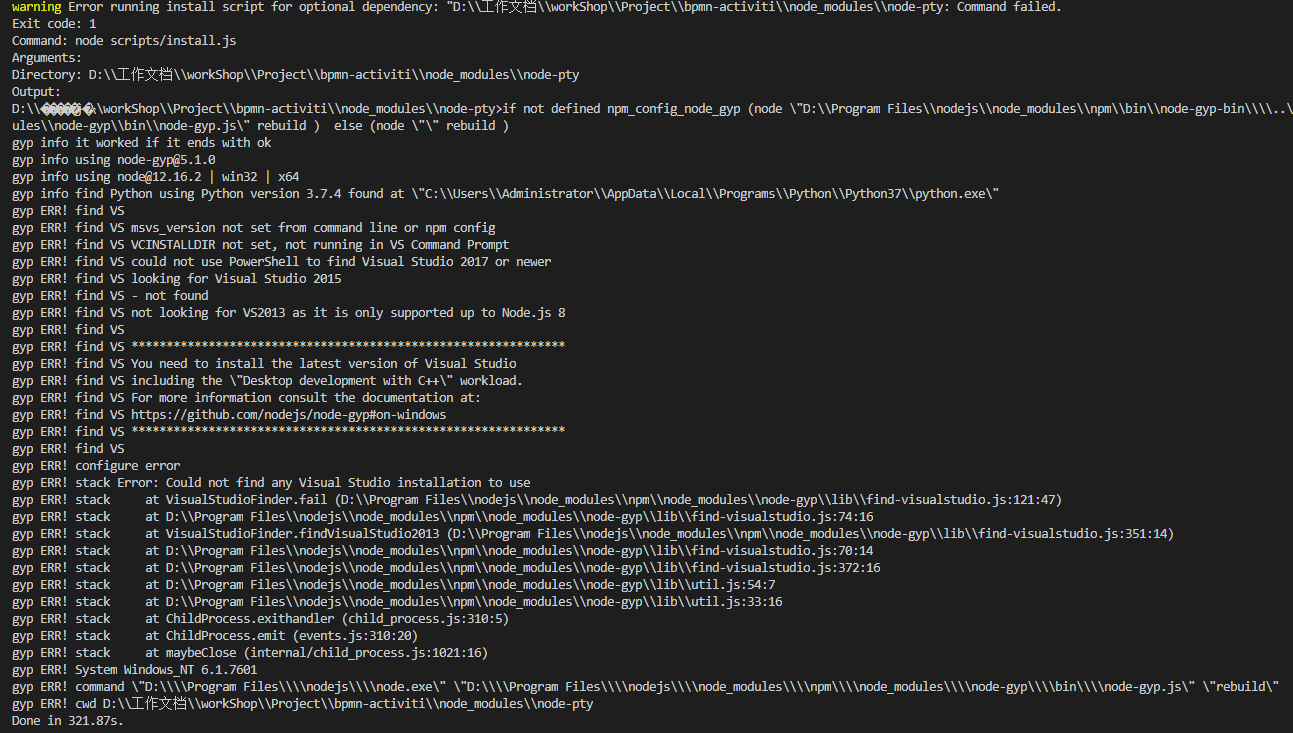 warning Error running install script for optional dependency: "D:\\工作文档\\workShop\\Project\\bpmn-activiti\\node_modules\\node-pty: Command failed.
Exit code: 1
Command: node scripts/install.js
Arguments:
Directory: D:\\工作文档\\workShop\\Project\\bpmn-activiti\\node_modules\\node-pty
Output:
D:\\\\workShop\\Project\\bpmn-activiti\\node_modules\\node-pty>if not defined npm_config_node_gyp (node \"D:\\Program Files\\nodejs\\node_modules\\npm\\bin\\node-gyp-bin\\\\..\
ules\\node-gyp\\bin\\node-gyp.js\" rebuild )  else (node \"\" rebuild )
gyp info it worked if it ends with ok
gyp info using node-gyp@5.1.0
gyp info using node@12.16.2 | win32 | x64
gyp info find Python using Python version 3.7.4 found at \"C:\\Users\\Administrator\\AppData\\Local\\Programs\\Python\\Python37\\python.exe\"
gyp ERR! find VS
gyp ERR! find VS msvs_version not set from command line or npm config
gyp ERR! find VS VCINSTALLDIR not set, not running in VS Command Prompt
gyp ERR! find VS could not use PowerShell to find Visual Studio 2017 or newer
gyp ERR! find VS looking for Visual Studio 2015
gyp ERR! find VS - not found
gyp ERR! find VS not looking for VS2013 as it is only supported up to Node.js 8
gyp ERR! find VS
gyp ERR! find VS **************************************************************
gyp ERR! find VS You need to install the latest version of Visual Studio
gyp ERR! find VS including the \"Desktop development with C++\" workload.
gyp ERR! find VS For more information consult the documentation at:
gyp ERR! find VS https://github.com/nodejs/node-gyp#on-windows
gyp ERR! find VS **************************************************************
gyp ERR! find VS
gyp ERR! configure error
gyp ERR! stack Error: Could not find any Visual Studio installation to use
gyp ERR! stack     at VisualStudioFinder.fail (D:\\Program Files\\nodejs\\node_modules\\npm\\node_modules\\node-gyp\\lib\\find-visualstudio.js:121:47)
gyp ERR! stack     at D:\\Program Files\\nodejs\\node_modules\\npm\\node_modules\\node-gyp\\lib\\find-visualstudio.js:74:16
gyp ERR! stack     at VisualStudioFinder.findVisualStudio2013 (D:\\Program Files\\nodejs\\node_modules\\npm\\node_modules\\node-gyp\\lib\\find-visualstudio.js:351:14)
gyp ERR! stack     at D:\\Program Files\\nodejs\\node_modules\\npm\\node_modules\\node-gyp\\lib\\find-visualstudio.js:70:14
gyp ERR! stack     at D:\\Program Files\\nodejs\\node_modules\\npm\\node_modules\\node-gyp\\lib\\find-visualstudio.js:372:16
gyp ERR! stack     at D:\\Program Files\\nodejs\\node_modules\\npm\\node_modules\\node-gyp\\lib\\util.js:54:7
gyp ERR! stack     at D:\\Program Files\\nodejs\\node_modules\\npm\\node_modules\\node-gyp\\lib\\util.js:33:16
gyp ERR! stack     at ChildProcess.exithandler (child_process.js:310:5)
gyp ERR! stack     at ChildProcess.emit (events.js:310:20)
gyp ERR! stack     at maybeClose (internal/child_process.js:1021:16)
gyp ERR! System Windows_NT 6.1.7601
gyp ERR! command \"D:\\\\Program Files\\\\nodejs\\\\node.exe\" \"D:\\\\Program Files\\\\nodejs\\\\node_modules\\\\npm\\\\node_modules\\\\node-gyp\\\\bin\\\\node-gyp.js\" \"rebuild\"
gyp ERR! cwd D:\\工作文档\\workShop\\Project\\bpmn-activiti\\node_modules\\node-pty
Done in 321.87s.